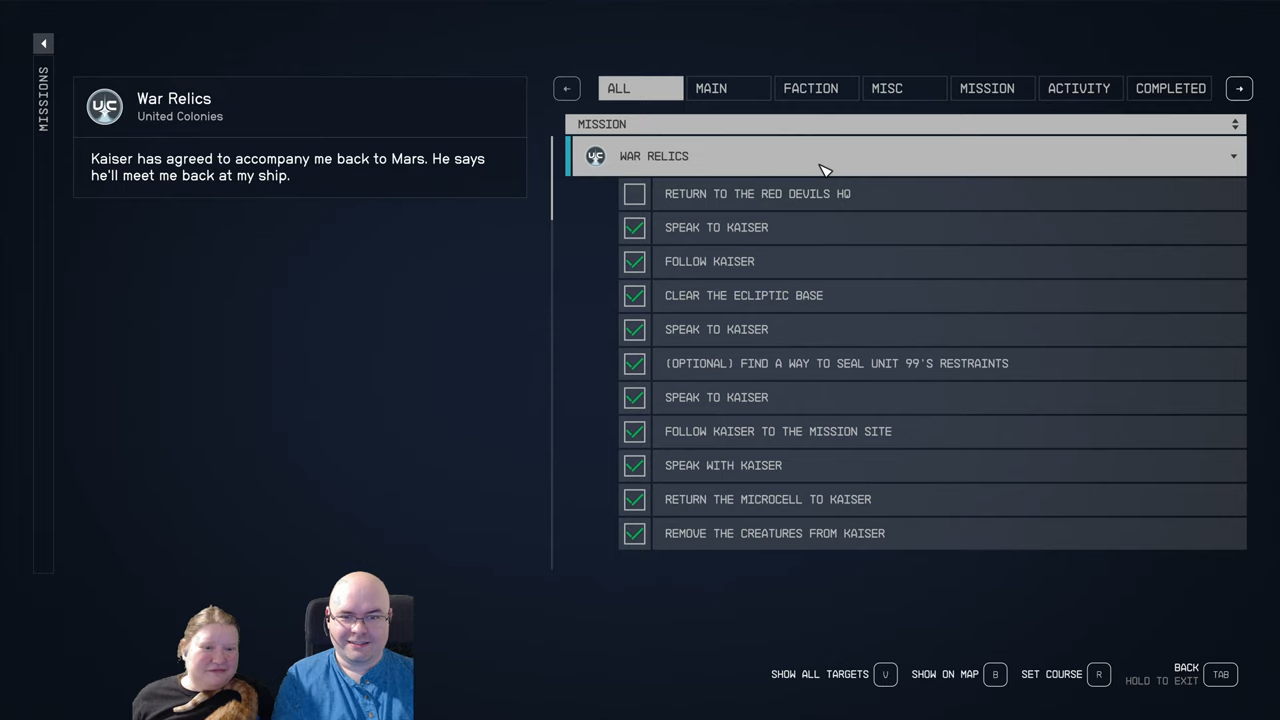 MISSIONS
War Relics
United Colonies
Kaiser has agreed to accompany me back to Mars. He says
he'll meet me back at my ship.
ALL
MAIN
FACTION
MISC
MISSION
ACTIVITY
COMPLETED
MISSION
UC
WAR RELICS
RETURN TO THE RED DEVILS HQ
SPEAK TO KAISER
FOLLOW KAISER
CLEAR THE ECLIPTIC BASE
SPEAK TO KAISER
(OPTIONAL) FIND A WAY TO SEAL UNIT 99'S RESTRAINTS
SPEAK TO KAISER
FOLLOW KAISER TO THE MISSION SITE
SPEAK WITH KAISER
RETURN THE MICROCELL TO KAISER
REMOVE THE CREATURES FROM KAISER
SHOW ALL TARGETS V
SHOW ON MAP B
SET COURSE R
BACK
HOLD TO EXIT
TAB